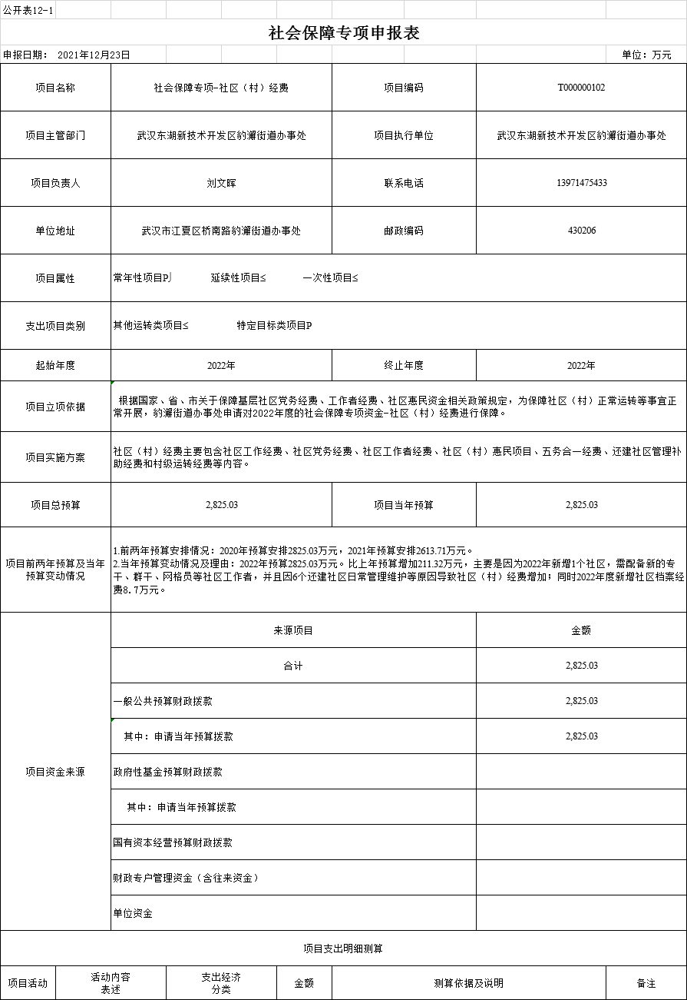 公开表12-1
社会保障专项申报表
申报日期： 2021年12月23日 单位：万元
项目名称 社会保障专项-社区（村）经费 项目编码 T000000102
项目主管部门 武汉东湖新技术开发区豹澥街道办事处 项目执行单位 武汉东湖新技术开发区豹澥街道办事处
项目负责人 刘文晖 联系电话 13971475433
单位地址 武汉市江夏区桥南路豹澥街道办事处 邮政编码 430206
项目属性 常年性项目P⌡ 延续性项目≤ 一次性项目≤
支出项目类别 其他运转类项目≤ 特定目标类项目P
起始年度 2022年 终止年度 2022年
项目立项依据 根据国家、省、市关于保障基层社区党务经费、工作者经费、社区惠民资金相关政策规定，为保障社区（村）正常运转等事宜正
常开展，豹澥街道办事处申请对2022年度的社会保障专项资金-社区（村）经费进行保障。
项目实施方案 社区（村）经费主要包含社区工作经费、社区党务经费、社区工作者经费、社区（村）惠民项目、五务合一经费、还建社区管理补
助经费和村级运转经费等内容。
项目总预算 2,825.03 项目当年预算 2,825.03
项目前两年预算及当年
预算变动情况
1.前两年预算安排情况：2020年预算安排2825.03万元，2021年预算安排2613.71万元。
2.当年预算变动情况及理由：2022年预算2825.03万元。比上年预算增加211.32万元，主要是因为2022年新增1个社区，需配备新的专
干、群干、网格员等社区工作者，并且因6个还建社区日常管理维护等原因导致社区（村）经费增加；同时2022年度新增社区档案经
费8.7万元。
项目资金来源 来源项目 金额
合计 2,825.03
一般公共预算财政拨款 2,825.03
其中：申请当年预算拨款 2,825.03
政府性基金预算财政拨款
其中：申请当年预算拨款
国有资本经营预算财政拨款
财政专户管理资金（含往来资金）
单位资金
项目支出明细测算
项目活动 活动内容
表述 支出经济
分类 金额 测算依据及说明 备注